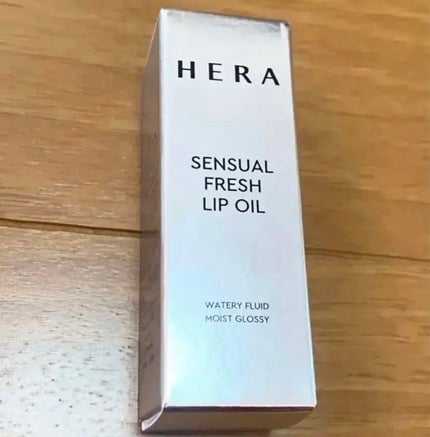 HERA
SENSUAL
FRESH
LIP OIL
WATERY FLUID
MOIST GLOSSY